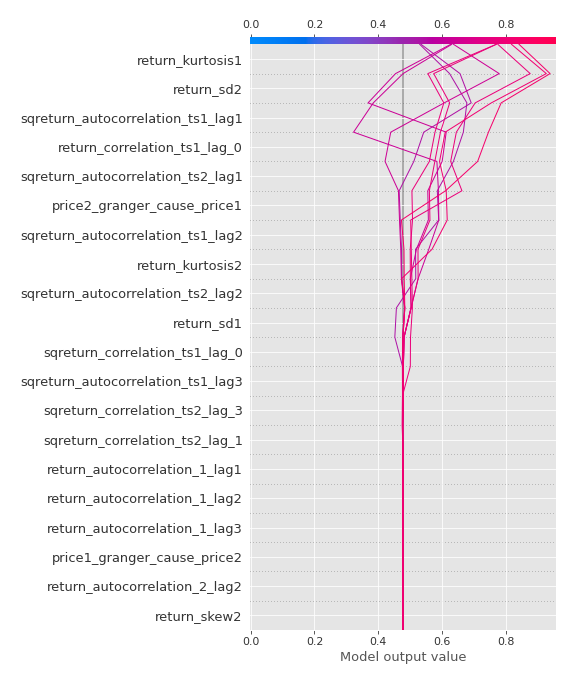 0.0 0.2 0.4 0.6 0.8
return_kurtosis1
return_sd2
sqreturn_autocorrelation_ts1_lag1
return_correlation_ts1_lag_0
sqreturn_autocorrelation_ts2_lag1
price2_granger_cause_price1
sqreturn_autocorrelation_ts1_lag2
return_kurtosis2
sqreturn_autocorrelation_ts2_lag2
return_sd1
sqreturn_correlation_ts1_lag_0
sqreturn_autocorrelation_ts1_lag3
sqreturn_correlation_ts2_lag_3
sqreturn_correlation_ts2_lag_1
return_autocorrelation_1_lag1
return_autocorrelation_1_lag2
return_autocorrelation_1_lag3
price1_granger_cause_price2
return_autocorrelation_2_lag2
return_skew2
0.0 0.2 0.4 0.6 0.8
Model output value